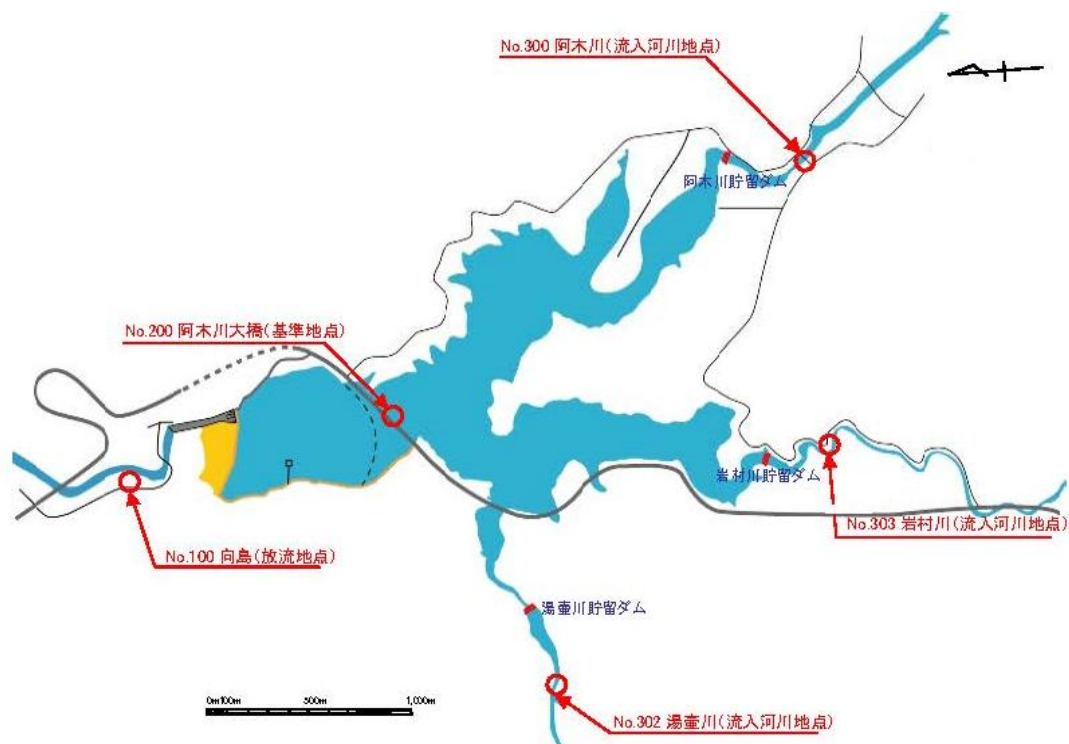 No.300 阿木川(流入河川地点)
阿木川貯留ダム
No.200 阿木川大橋(基準地点)
岩村川貯留ダム
No.303 岩村川(流入河川地点)
No.100 向島(放流地点)
湯壷川貯留ダム
0m100m 500m 1,000m
No.302 湯壷川(流入河川地点)